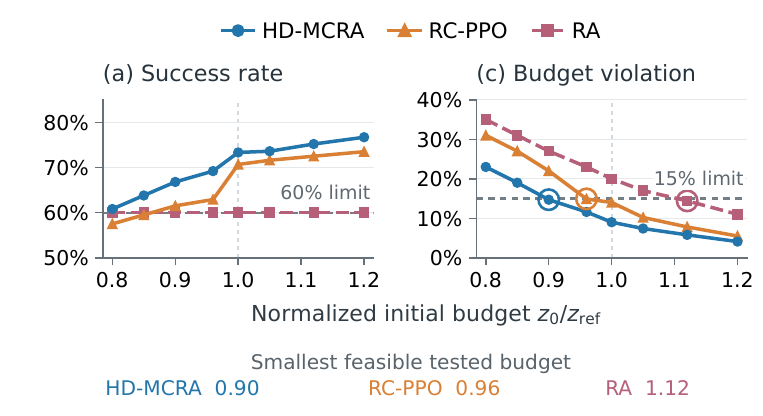 HD-MCRA RC-PPO RA
(a) Success rate
80%
70%
60%
50%
60% limit
0.8 0.9 1.0 1.1 1.2
(c) Budget violation
40%
30%
20%
10%
0%
15% limit
0.8 0.9 1.0 1.1 1.2
Normalized initial budget z₀/z_ref
Smallest feasible tested budget
HD-MCRA 0.90 RC-PPO 0.96 RA 1.12